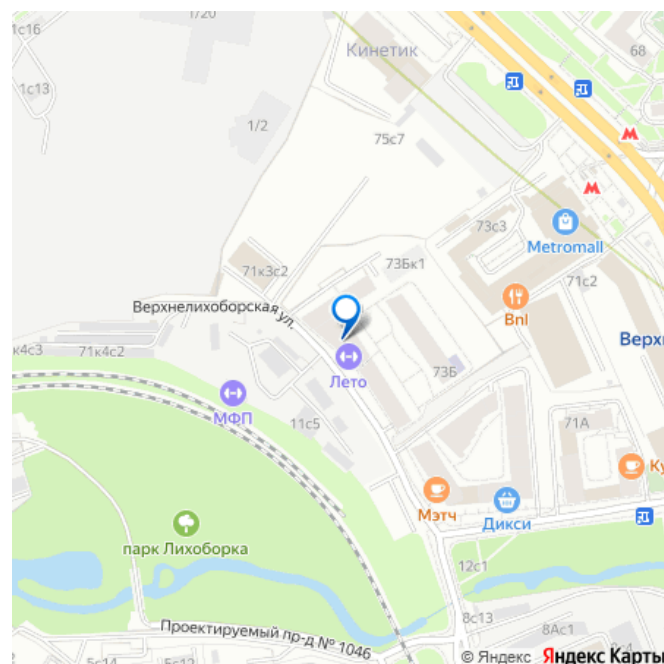 1с16
1/20
Кинетик
68
1с13
1/2
75с7
М
М
73с3
Metromall
71к3с2
73Бк1
71с2
Верхнелихоборская ул.
Bnl
к4с3
71к4с2
Лето
73Б
МФП
11с5
71А
Мэтч
Дикси
парк Лихоборка
12с1
8с13
8Ас1
Проектируемый пр-д № 1046
5с14
5с12
© Яндекс Яндекс Карты